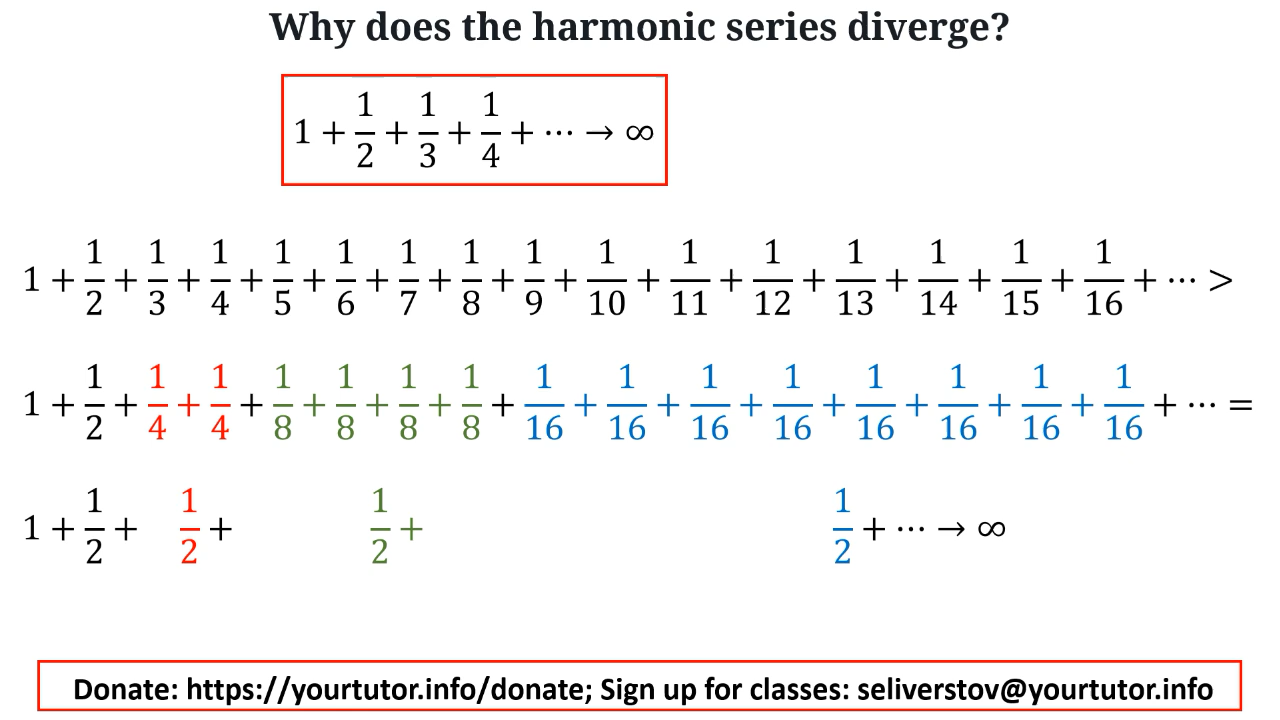 Why does the harmonic series diverge?
1 + 1/2 + 1/3 + 1/4 + ⋯ → ∞
1 + 1/2 + 1/3 + 1/4 + 1/5 + 1/6 + 1/7 + 1/8 + 1/9 + 1/10 + 1/11 + 1/12 + 1/13 + 1/14 + 1/15 + 1/16 + ⋯ >
1 + 1/2 + 1/4 + 1/4 + 1/8 + 1/8 + 1/8 + 1/8 + 1/16 + 1/16 + 1/16 + 1/16 + 1/16 + 1/16 + 1/16 + 1/16 + ⋯ =
1 + 1/2 + 1/2 + 1/2 + 1/2 + ⋯ → ∞
Donate: https://yourtutor.info/donate; Sign up for classes: seliverstov@yourtutor.info